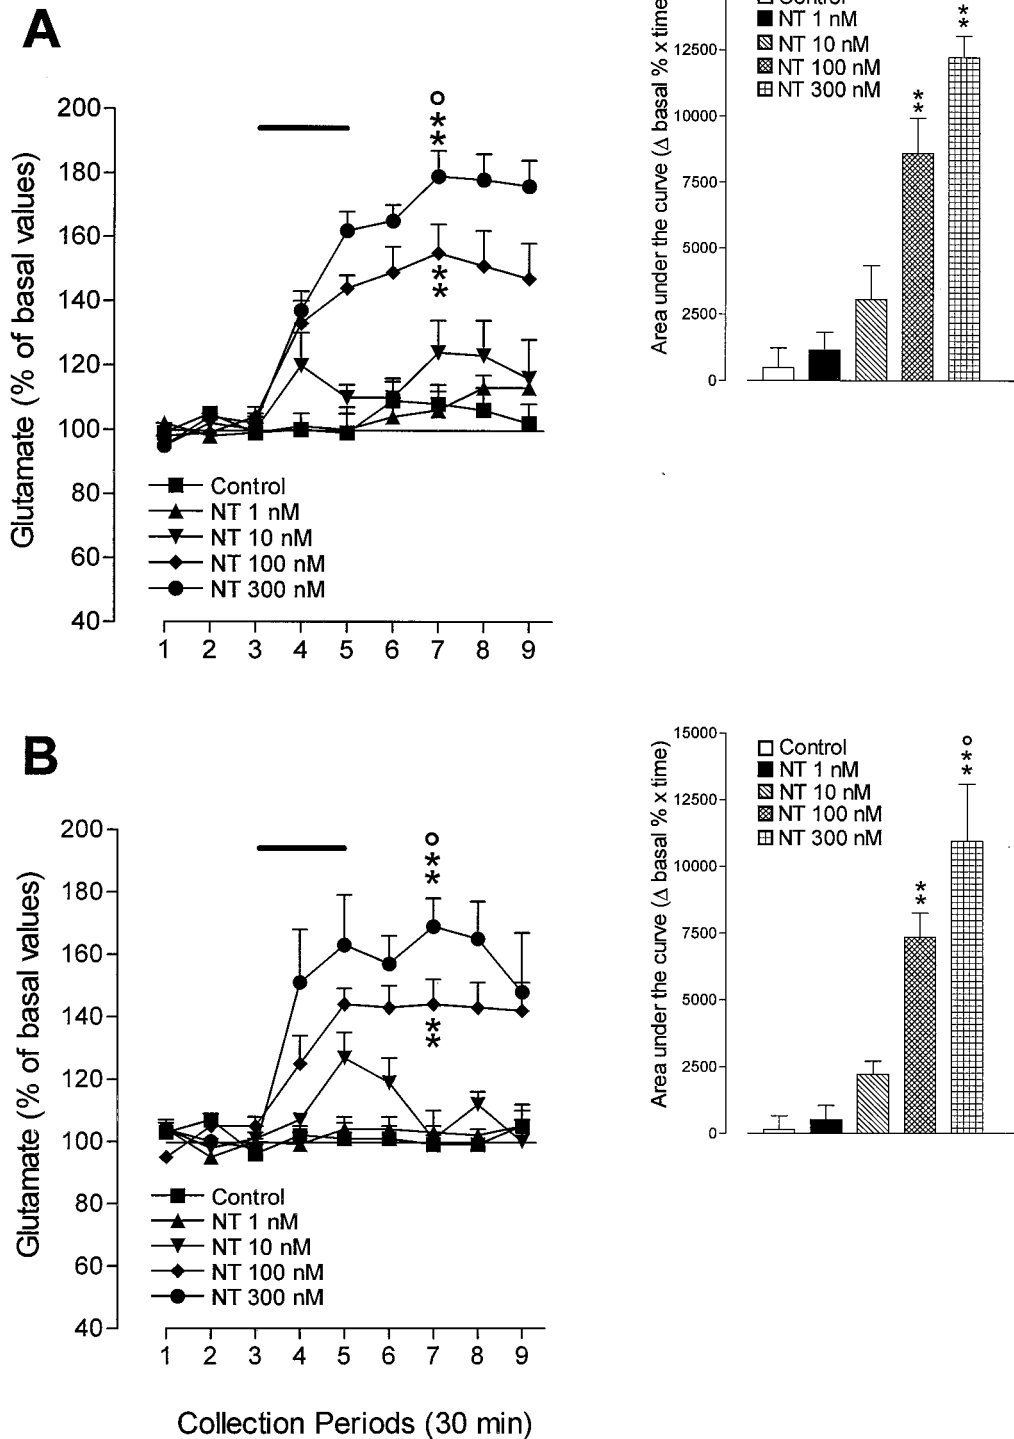 A
Glutamate (% of basal values)
200
180
160
140
120
100
80
60
40
°
**
**
Control
NT 1 nM
NT 10 nM
NT 100 nM
NT 300 nM
1 2 3 4 5 6 7 8 9
Area under the curve (Δ basal % x time
12500
10000
7500
5000
2500
0
Control
NT 1 nM
NT 10 nM
NT 100 nM
NT 300 nM
**
**
B
Glutamate (% of basal values)
200
180
160
140
120
100
80
60
40
°
**
**
Control
NT 1 nM
NT 10 nM
NT 100 nM
NT 300 nM
1 2 3 4 5 6 7 8 9
Collection Periods (30 min)
Area under the curve (Δ basal % x time)
15000
12500
10000
7500
5000
2500
0
Control
NT 1 nM
NT 10 nM
NT 100 nM
NT 300 nM
**
°
**